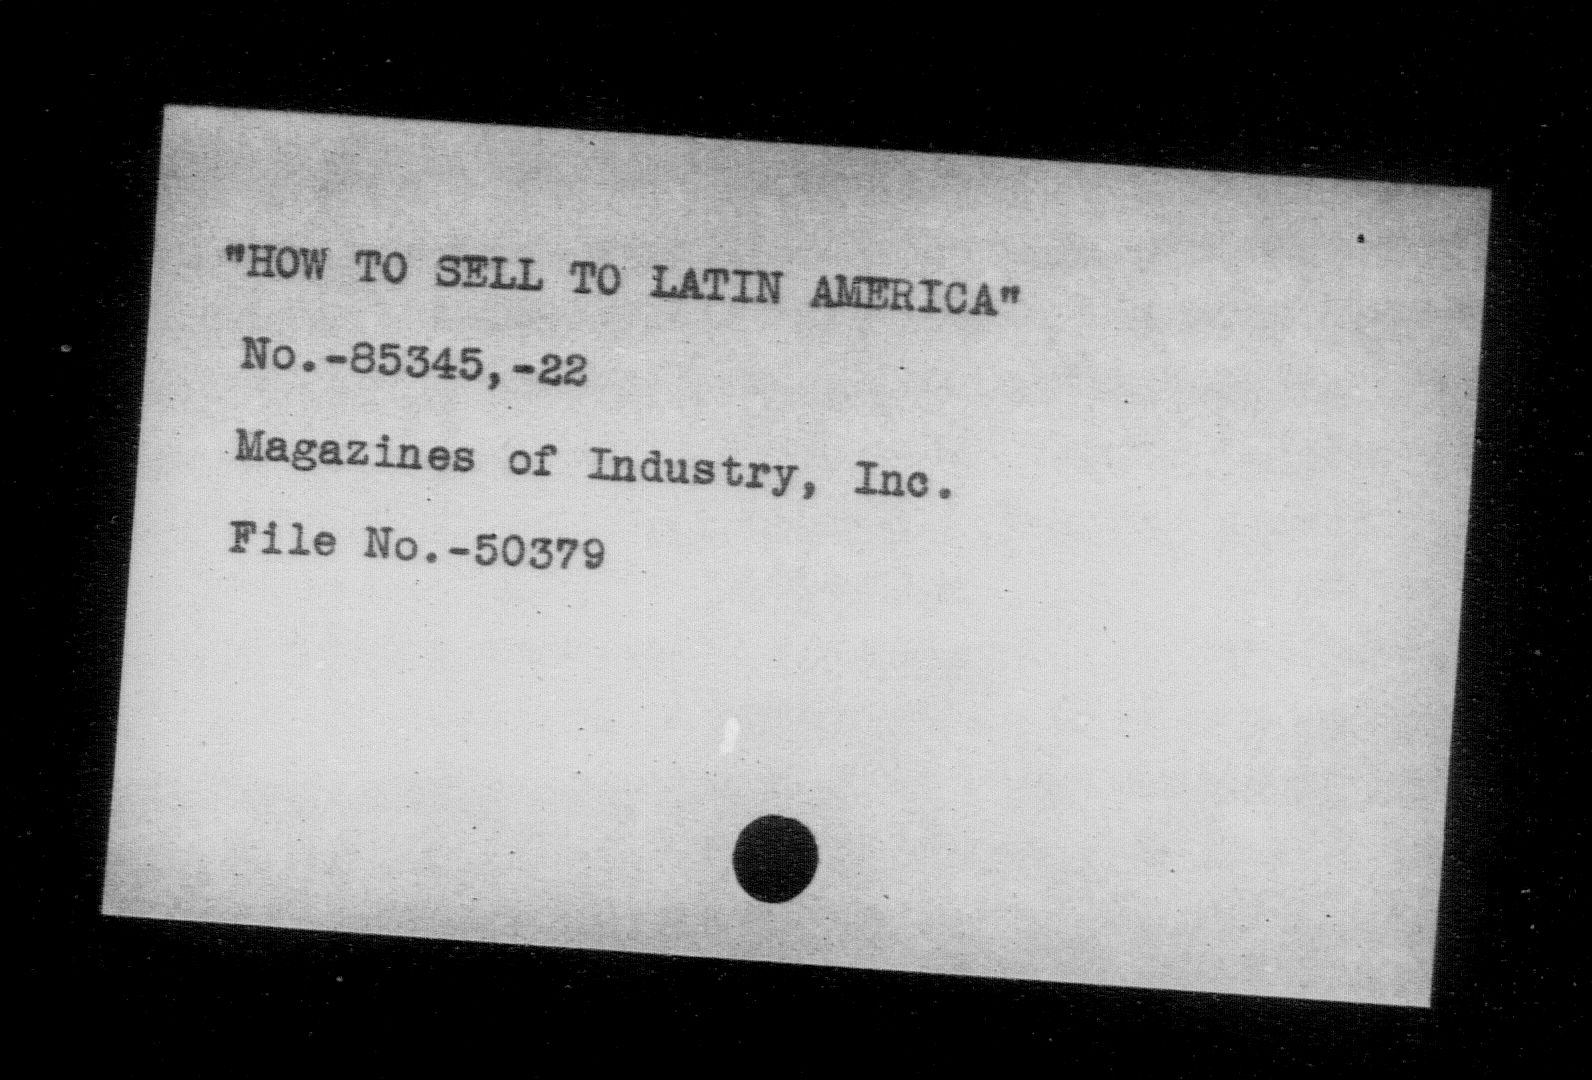 "HOW TO SELL TO LATIN AMERICA"
No.-85345,-22
Magazines of Industry, Inc.
File No.-50379